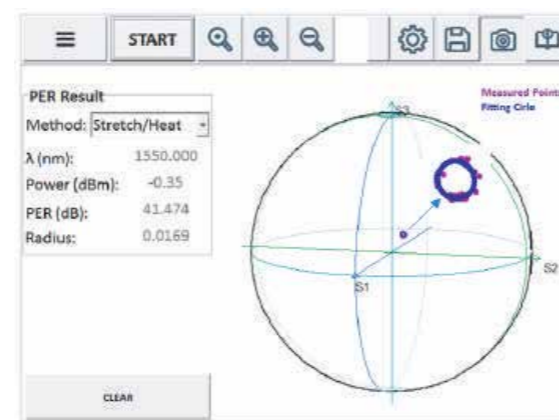 START
PER Result
Method: Stretch/Heat
λ (nm): 1550.000
Power (dBm): -0.35
PER (dB): 41.474
Radius: 0.0169
CLEAR
Measured Point
Fitting Cirle
S3
S1
S2